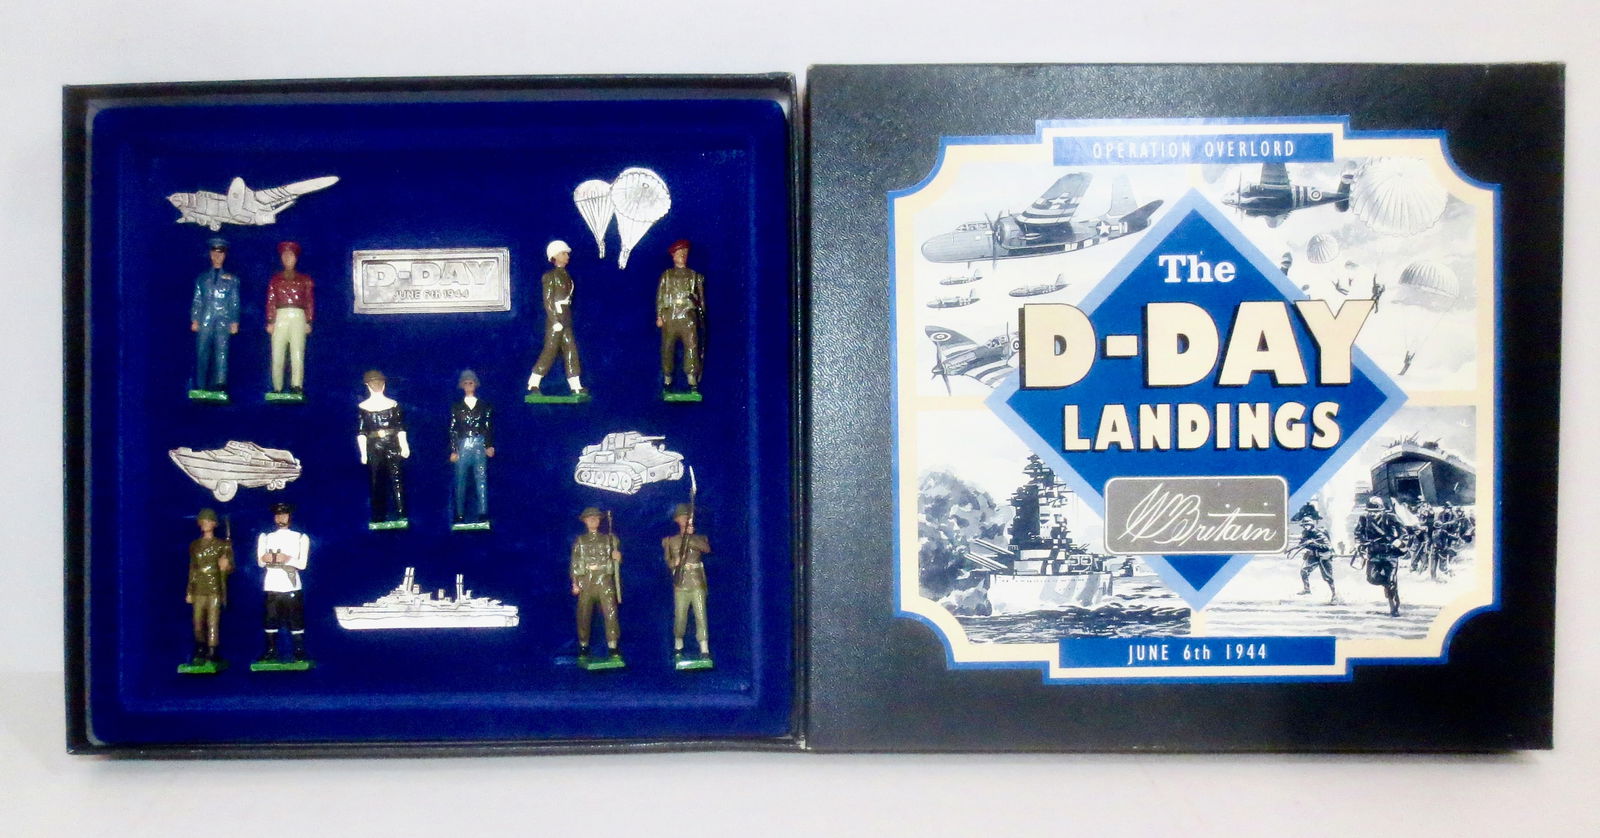 D-DAY
JUNE 6th 1944
OPERATION OVERLORD
The
D-DAY
LANDINGS
W Britain
JUNE 6th 1944